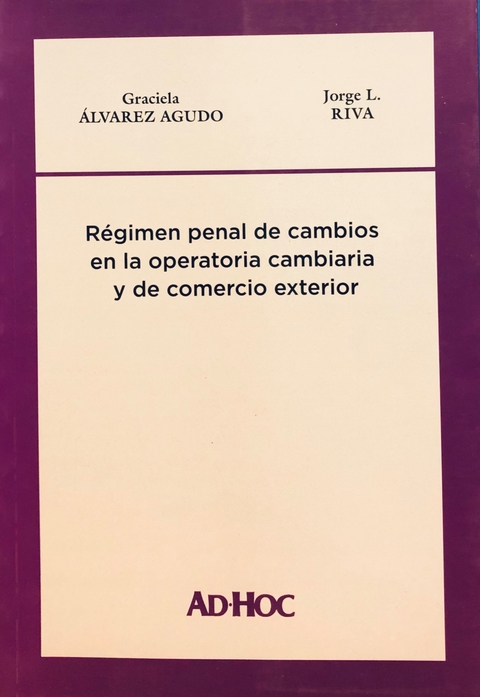 Graciela
ÁLVAREZ AGUDO
Jorge L.
RIVA
Régimen penal de cambios
en la operatoria cambiaria
y de comercio exterior
AD·HOC